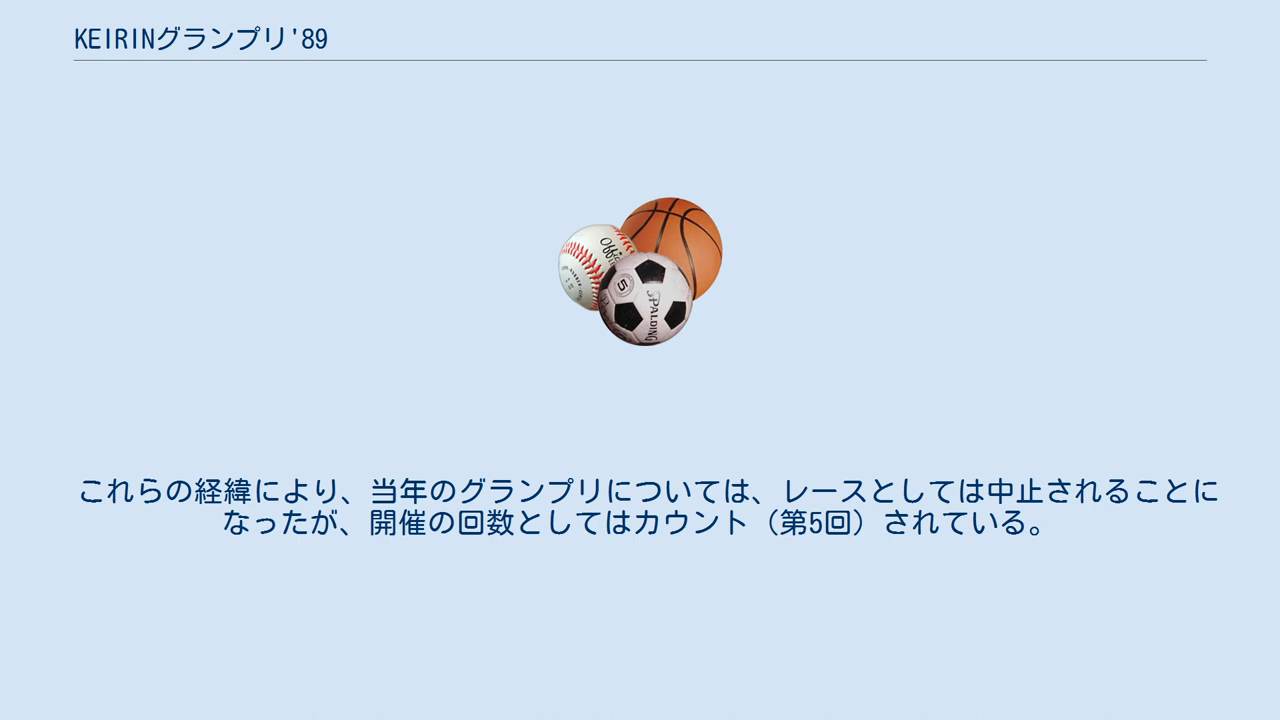 KEIRINグランプリ'89
Offici
5
SPALDING
これらの経緯により、当年のグランプリについては、レースとしては中止されることに
なったが、開催の回数としてはカウント（第5回）されている。